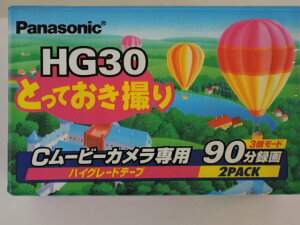 Panasonic®
HG-30
とっておき撮り
Cムービーカメラ専用
ハイグレードテープ
3倍モード
90分録画
2PACK